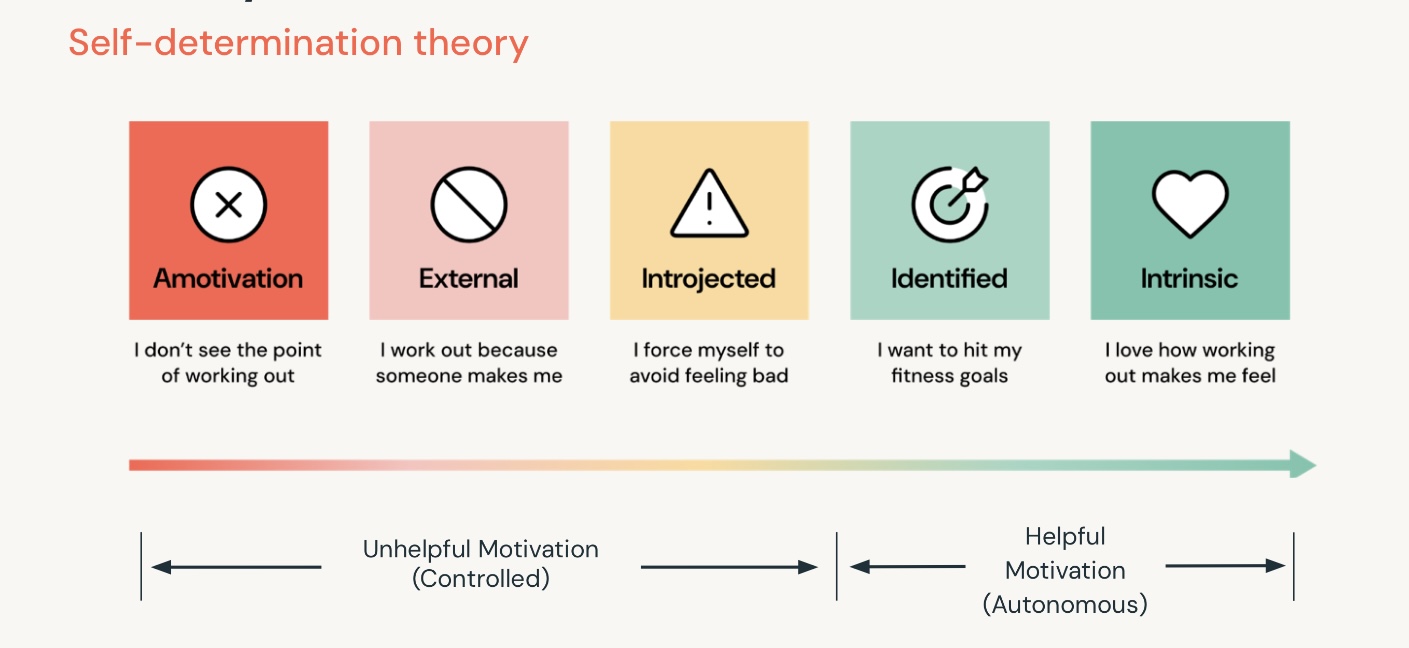 Self-determination theory
Amotivation
External
Introjected
Identified
Intrinsic
I don't see the point
of working out
I work out because
someone makes me
I force myself to
avoid feeling bad
I want to hit my
fitness goals
I love how working
out makes me feel
Unhelpful Motivation
(Controlled)
Helpful
Motivation
(Autonomous)